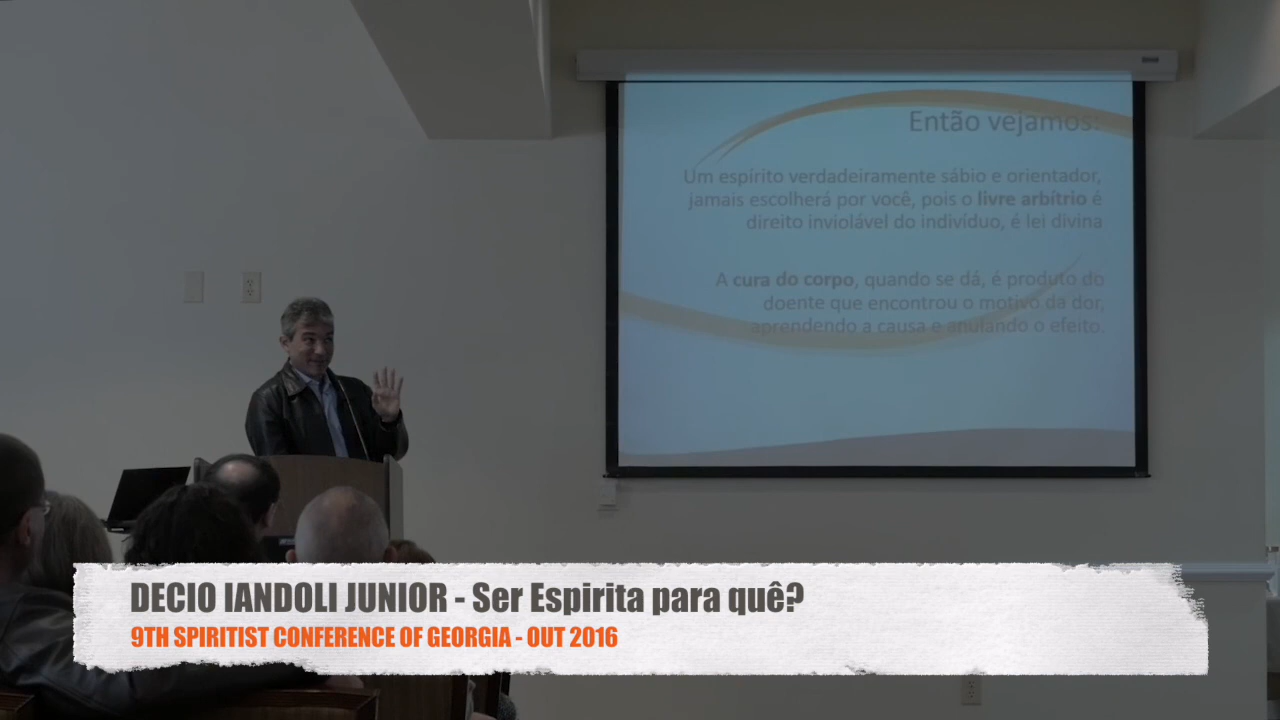 Então vejamos:
Um espírito verdadeiramente sábio e orientador,
jamais escolherá por você, pois o livre arbítrio é
direito inviolável do indivíduo, é lei divina
A cura do corpo, quando se dá, é produto do
doente que encontrou o motivo da dor,
aprendendo a causa e anulando o efeito.
DECIO IANDOLI JUNIOR - Ser Espirita para quê?
9TH SPIRITIST CONFERENCE OF GEORGIA - OUT 2016